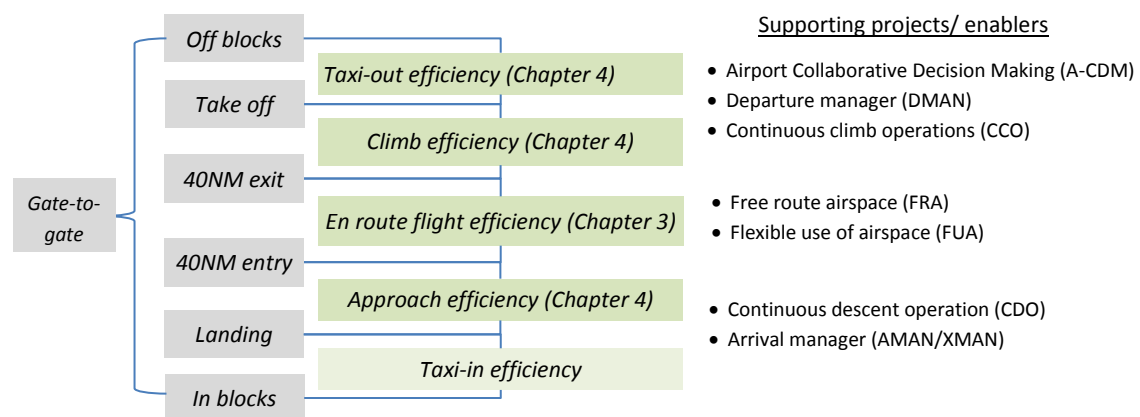 Supporting projects/ enablers
Off blocks
Taxi-out efficiency (Chapter 4)
• Airport Collaborative Decision Making (A-CDM)
Take off
• Departure manager (DMAN)
Climb efficiency (Chapter 4)
• Continuous climb operations (CCO)
40NM exit
Gate-to-
gate
En route flight efficiency (Chapter 3)
• Free route airspace (FRA)
• Flexible use of airspace (FUA)
40NM entry
Approach efficiency (Chapter 4)
• Continuous descent operation (CDO)
Landing
• Arrival manager (AMAN/XMAN)
Taxi-in efficiency
In blocks